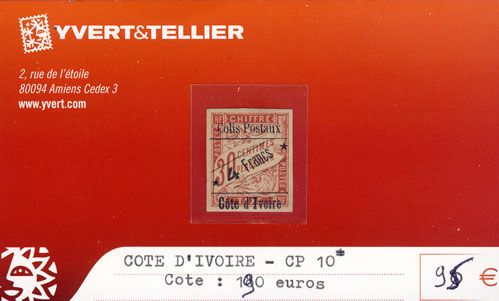 YVERT&TELLIER
2, rue de l'étoile
80094 Amiens Cedex 3
www.yvert.com
RF CHIFFRE
Colis Postaux
30 CENTIMES
4 Francs
Côte d'Ivoire
COTE D'IVOIRE - CP 10*
Cote : 190 euros
95 €